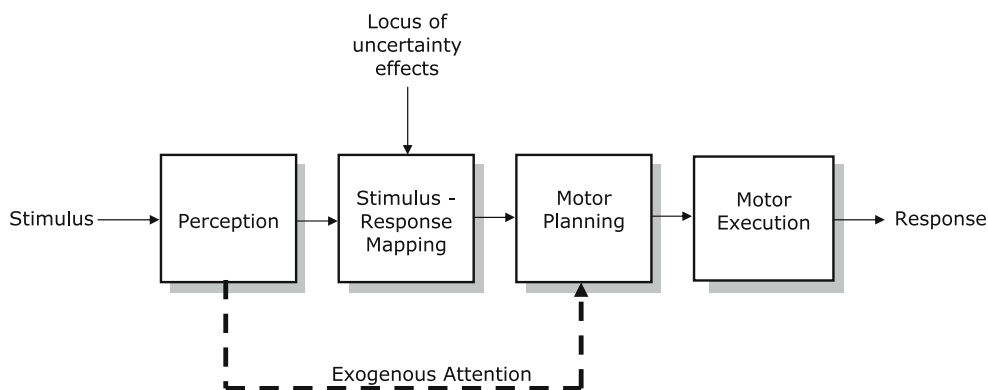 Locus of
uncertainty
effects
Stimulus
Perception
Stimulus -
Response
Mapping
Motor
Planning
Motor
Execution
Response
Exogenous Attention